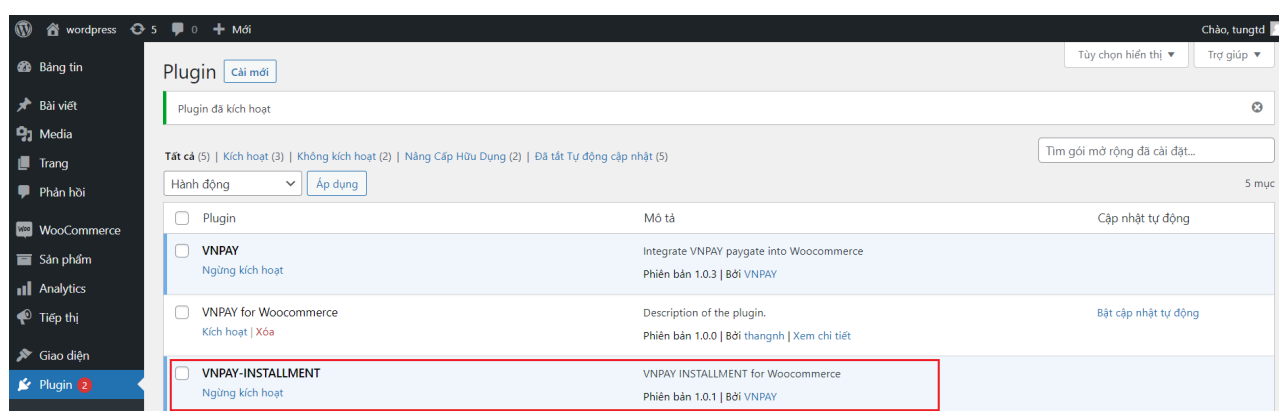 wordpress 5 0 + Mới Chào, tungtd
Bảng tin
Bài viết
Media
Trang
Phản hồi
WooCommerce
Sản phẩm
Analytics
Tiếp thị
Giao diện
Plugin 2
Tùy chọn hiển thị ▼ Trợ giúp ▼
Plugin Cài mới
Plugin đã kích hoạt
Tất cả (5) | Kích hoạt (3) | Không kích hoạt (2) | Nâng Cấp Hữu Dụng (2) | Đã tắt Tự động cập nhật (5)
Tìm gói mở rộng đã cài đặt...
Hành động Áp dụng 5 mục
Plugin Mô tả Cập nhật tự động
VNPAY Integrate VNPAY paygate into Woocommerce
Ngừng kích hoạt Phiên bản 1.0.3 | Bởi VNPAY
VNPAY for Woocommerce Description of the plugin. Bật cập nhật tự động
Kích hoạt | Xóa Phiên bản 1.0.0 | Bởi thangnh | Xem chi tiết
VNPAY-INSTALLMENT VNPAY INSTALLMENT for Woocommerce
Ngừng kích hoạt Phiên bản 1.0.1 | Bởi VNPAY